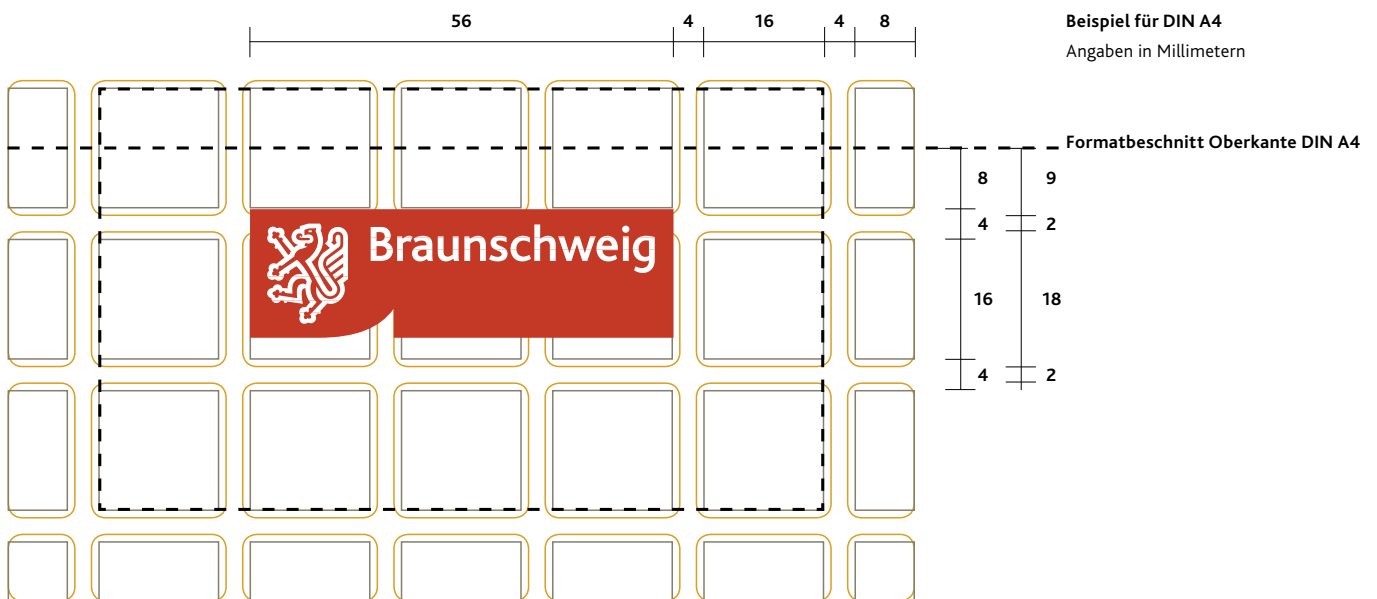 56 4 16 4 8
Beispiel für DIN A4
Angaben in Millimetern
Formatbeschnitt Oberkante DIN A4
8 9
4 2
Braunschweig
16 18
4 2